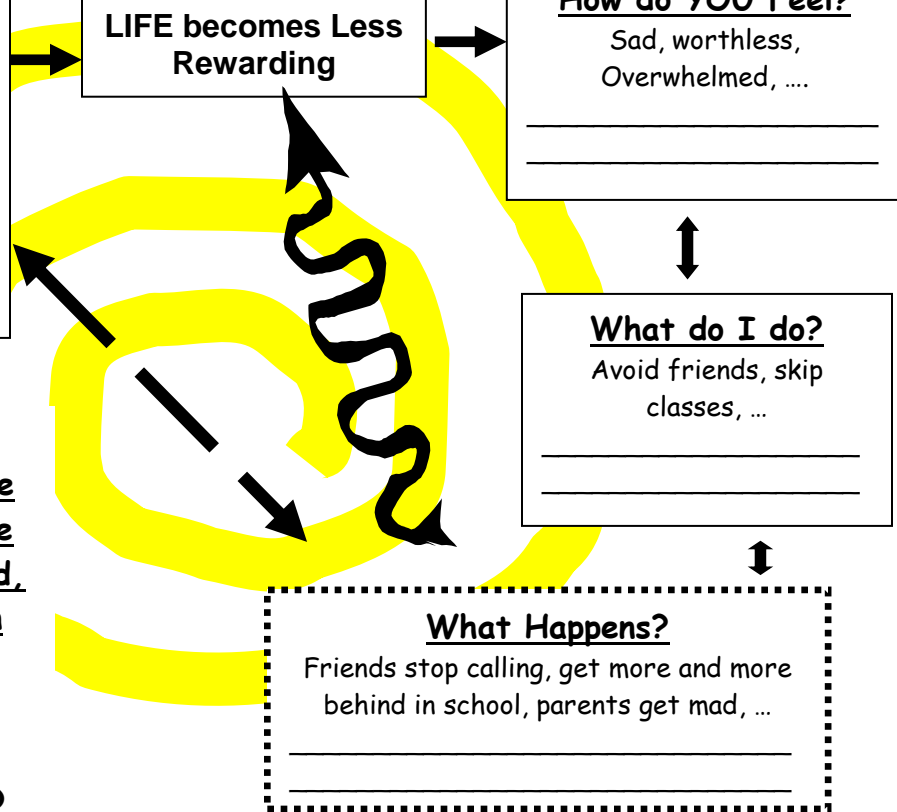 LIFE becomes Less
Rewarding
How do YOU Feel?
Sad, worthless,
Overwhelmed, ....
What do I do?
Avoid friends, skip
classes, ...
What Happens?
Friends stop calling, get more and more
behind in school, parents get mad, ...